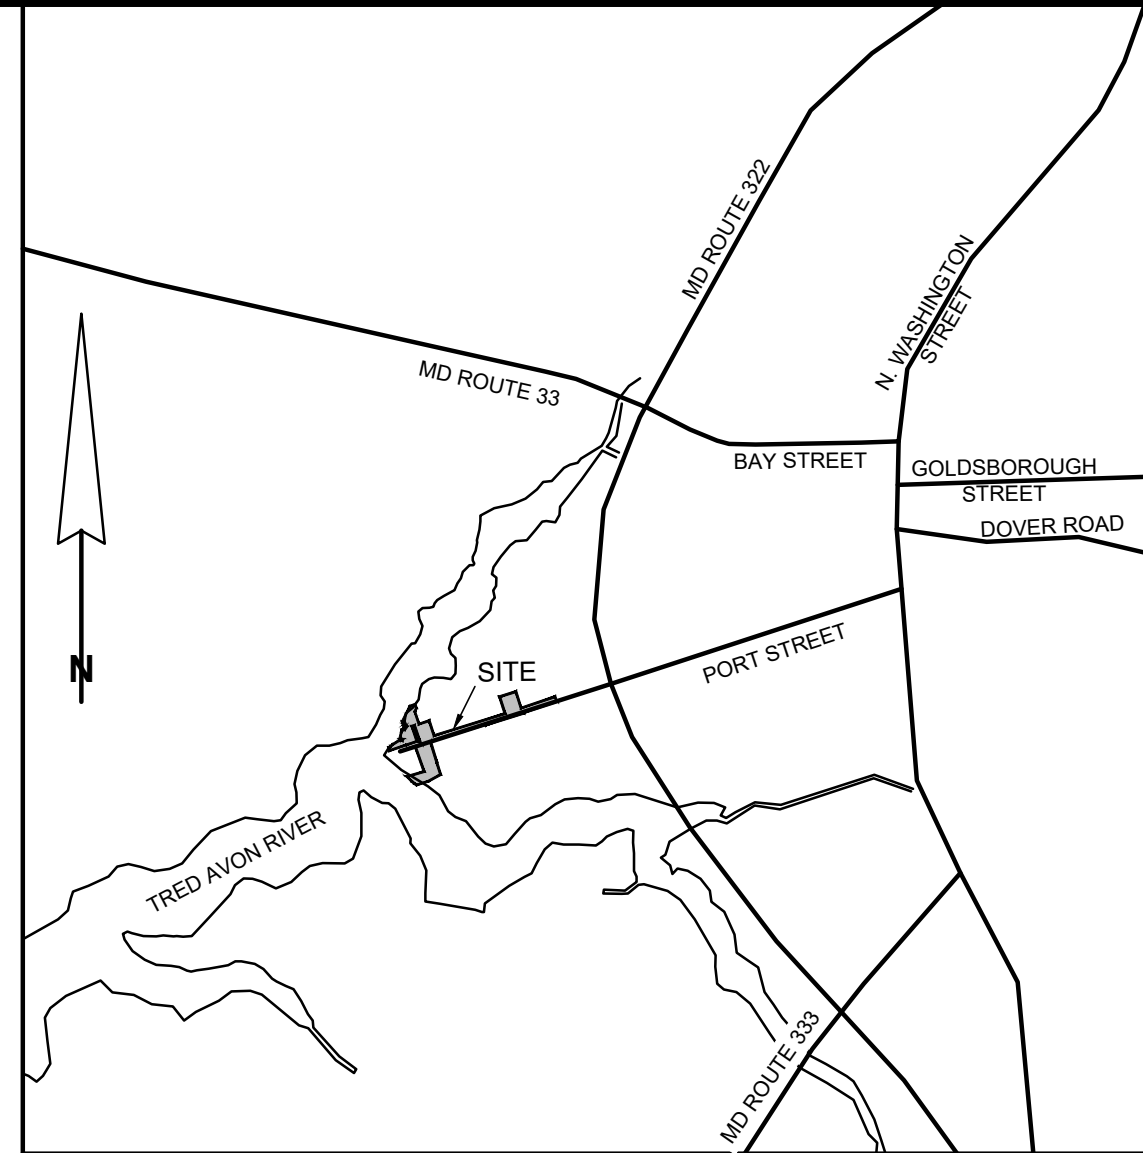 MD ROUTE 322
N. WASHINGTON
STREET
MD ROUTE 33
BAY STREET
GOLDSBOROUGH
STREET
DOVER ROAD
PORT STREET
N
SITE
TRED AVON RIVER
MD ROUTE 333